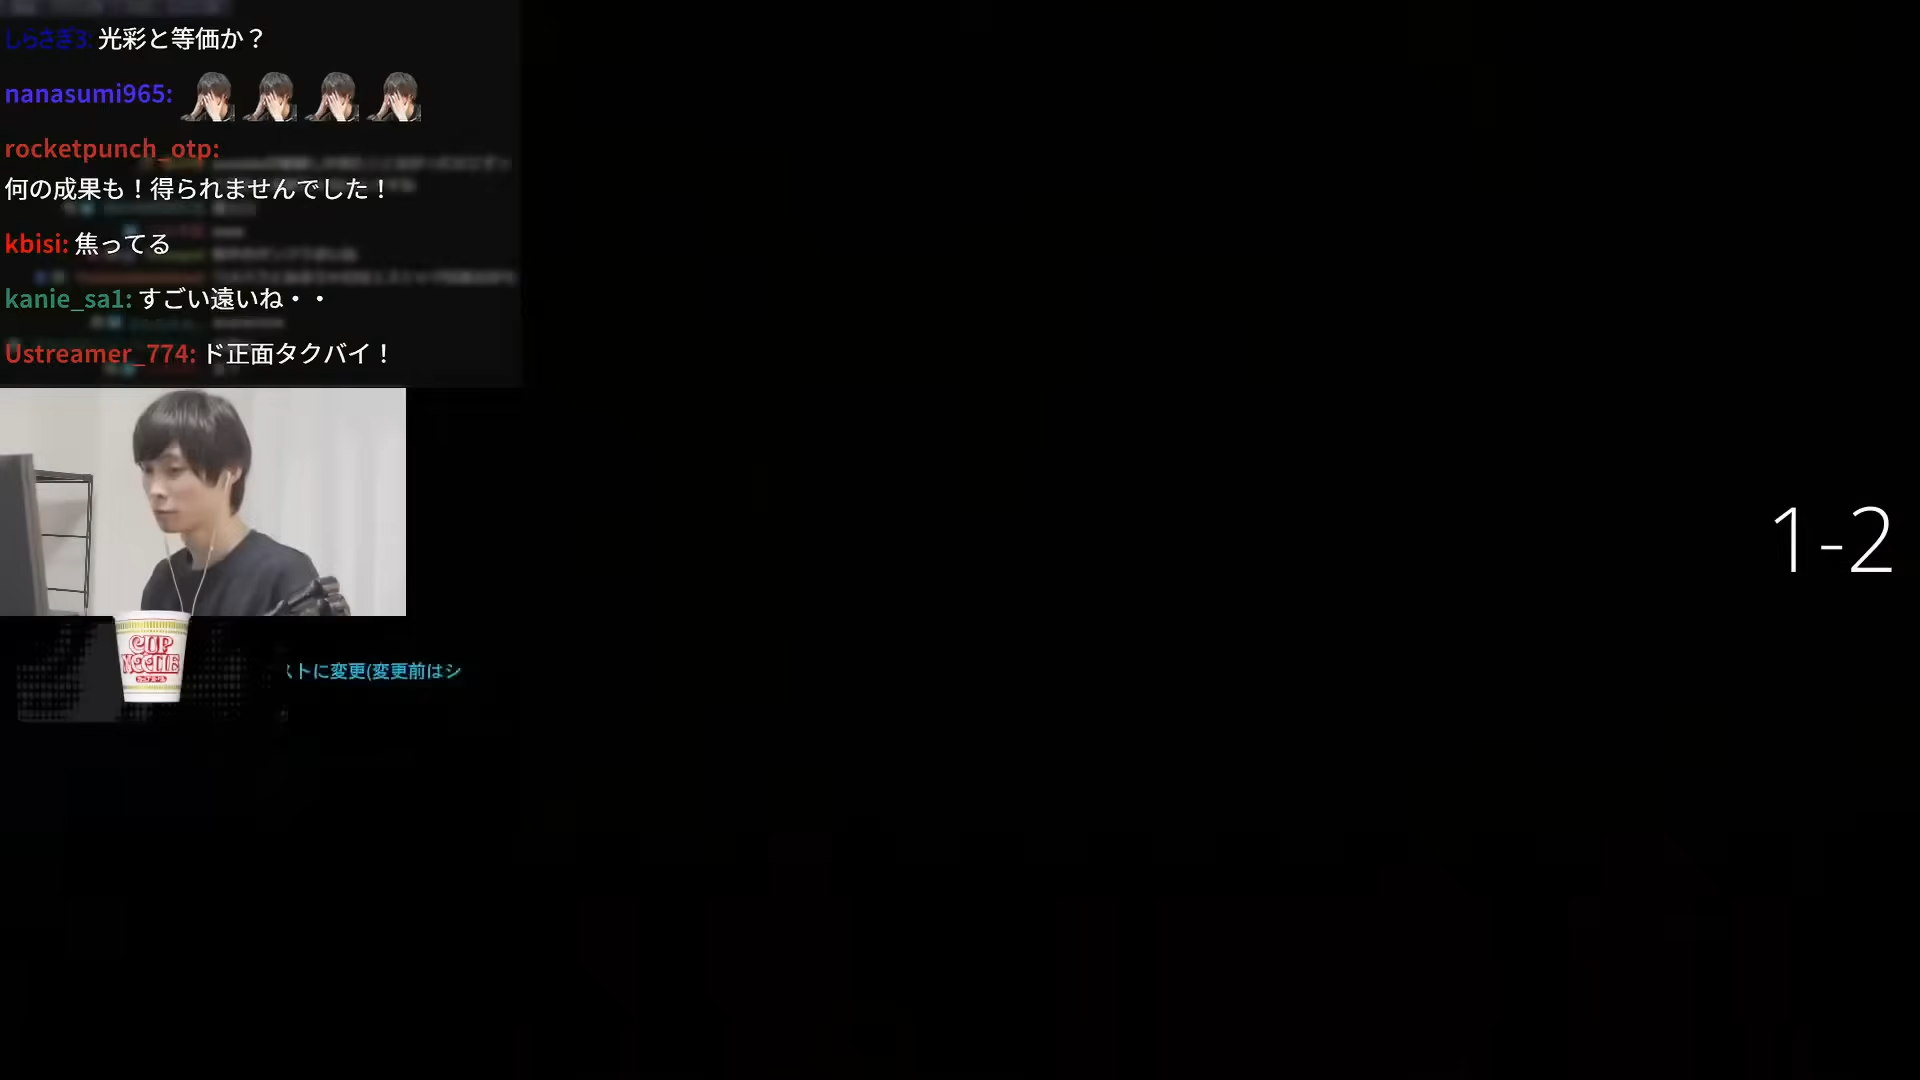 しらさぎ3: 光彩と等価か？
nanasumi965:
rocketpunch_otp:
何の成果も！得られませんでした！
kbisi: 焦ってる
kanie_sa1: すごい遠いね・・
Ustreamer_774: ド正面タクバイ！
1-2
CUP NOODLE
ストに変更(変更前はシ